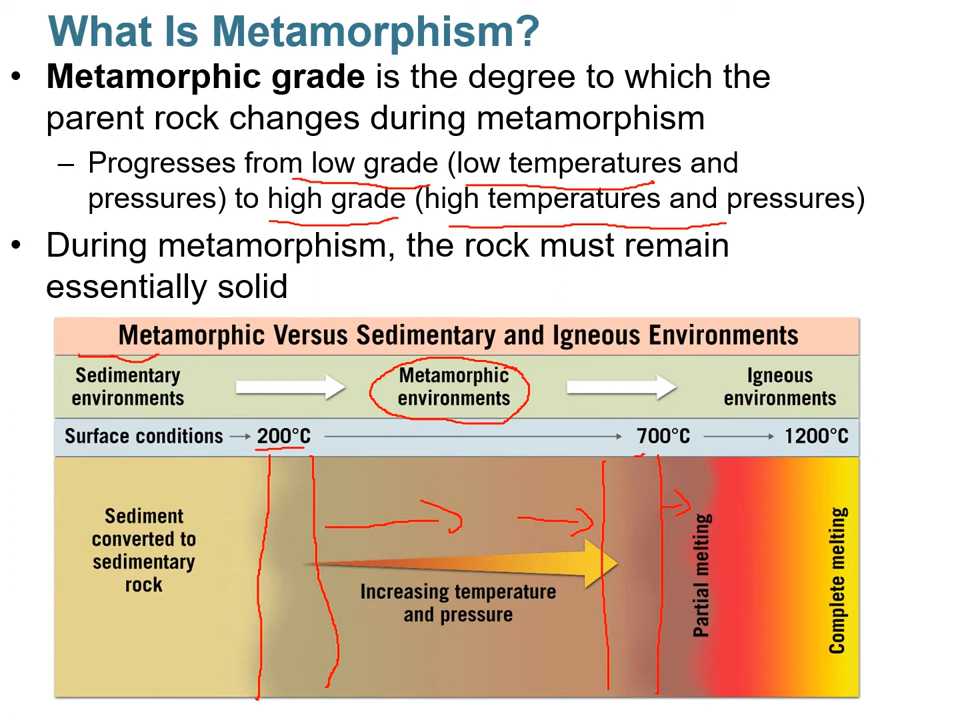 What Is Metamorphism?
• Metamorphic grade is the degree to which the
parent rock changes during metamorphism
– Progresses from low grade (low temperatures and
pressures) to high grade (high temperatures and pressures)
• During metamorphism, the rock must remain
essentially solid
Metamorphic Versus Sedimentary and Igneous Environments
Sedimentary
environments
Metamorphic
environments
Igneous
environments
Surface conditions 200°C 700°C 1200°C
Sediment
converted to
sedimentary
rock
Increasing temperature
and pressure
Partial melting
Complete melting